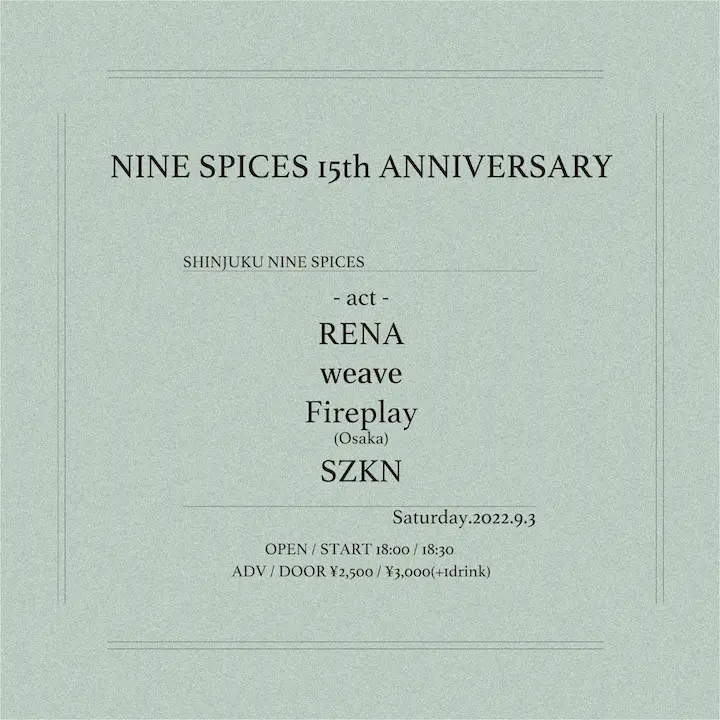 NINE SPICES 15th ANNIVERSARY
SHINJUKU NINE SPICES
- act -
RENA
weave
Fireplay
(Osaka)
SZKN
Saturday.2022.9.3
OPEN / START 18:00 / 18:30
ADV / DOOR ¥2,500 / ¥3,000(+1drink)